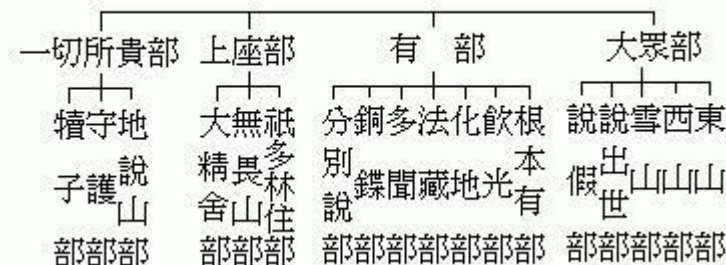 一切所貴部
上座部
有部
大眾部
犢子部
守護部
地說山部
大精舍部
無畏山部
祇多林住部
分別說部
銅鍱部
多聞部
法藏部
化地部
飲光部
根本有部
說假部
說出世部
雪山部
西山部
東山部